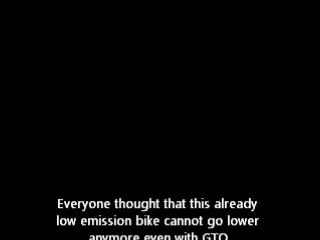 Everyone thought that this already
low emission bike cannot go lower
anymore even with GTO